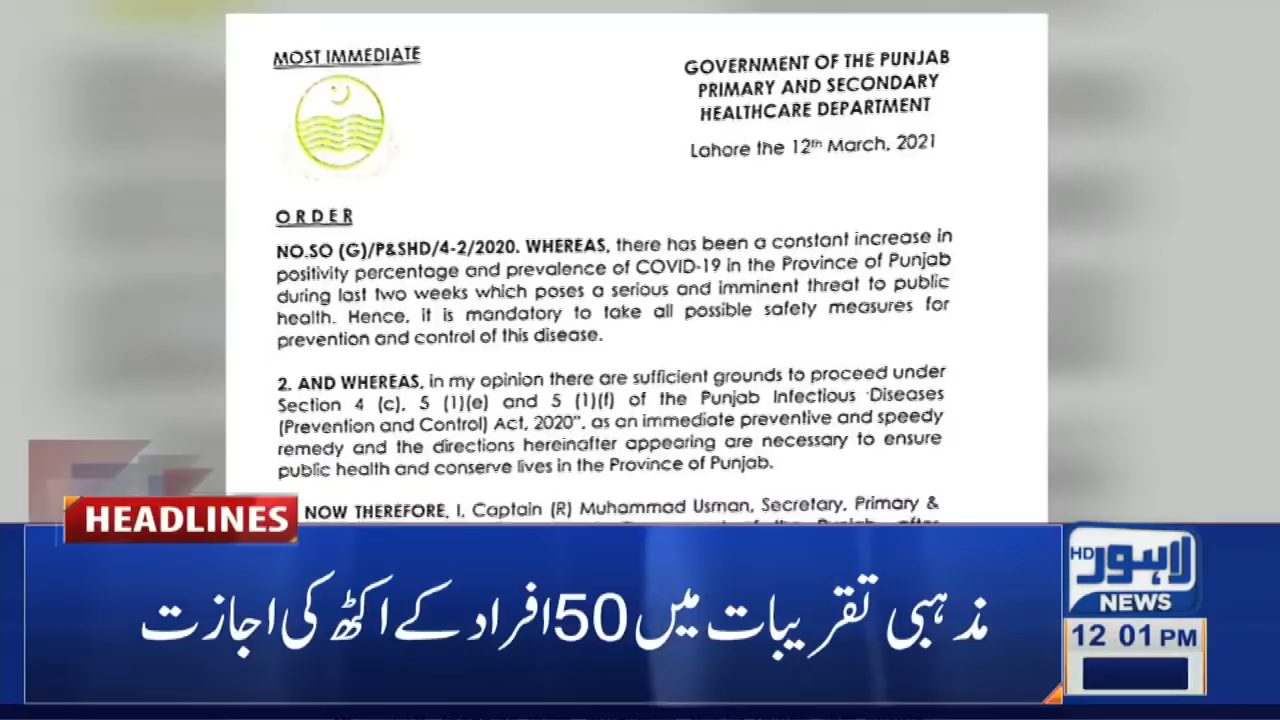 MOST IMMEDIATE
GOVERNMENT OF THE PUNJAB
PRIMARY AND SECONDARY
HEALTHCARE DEPARTMENT
Lahore the 12th March, 2021
ORDER
NO.SO (G)/P&SHD/4-2/2020. WHEREAS, there has been a constant increase in
positivity percentage and prevalence of COVID-19 in the Province of Punjab
during last two weeks which poses a serious and imminent threat to public
health. Hence, it is mandatory to take all possible safety measures for
prevention and control of this disease.
2. AND WHEREAS, in my opinion there are sufficient grounds to proceed under
Section 4 (c), 5 (1)(e) and 5 (1)(f) of the Punjab Infectious Diseases
(Prevention and Control) Act, 2020", as an immediate preventive and speedy
remedy and the directions hereinafter appearing are necessary to ensure
public health and conserve lives in the Province of Punjab.
NOW THEREFORE, I, Captain (R) Muhammad Usman, Secretary, Primary &
HEADLINES
مذہبی تقریبات میں 50 افراد کے اکٹھ کی اجازت
HD لاہور
NEWS
12 01 PM